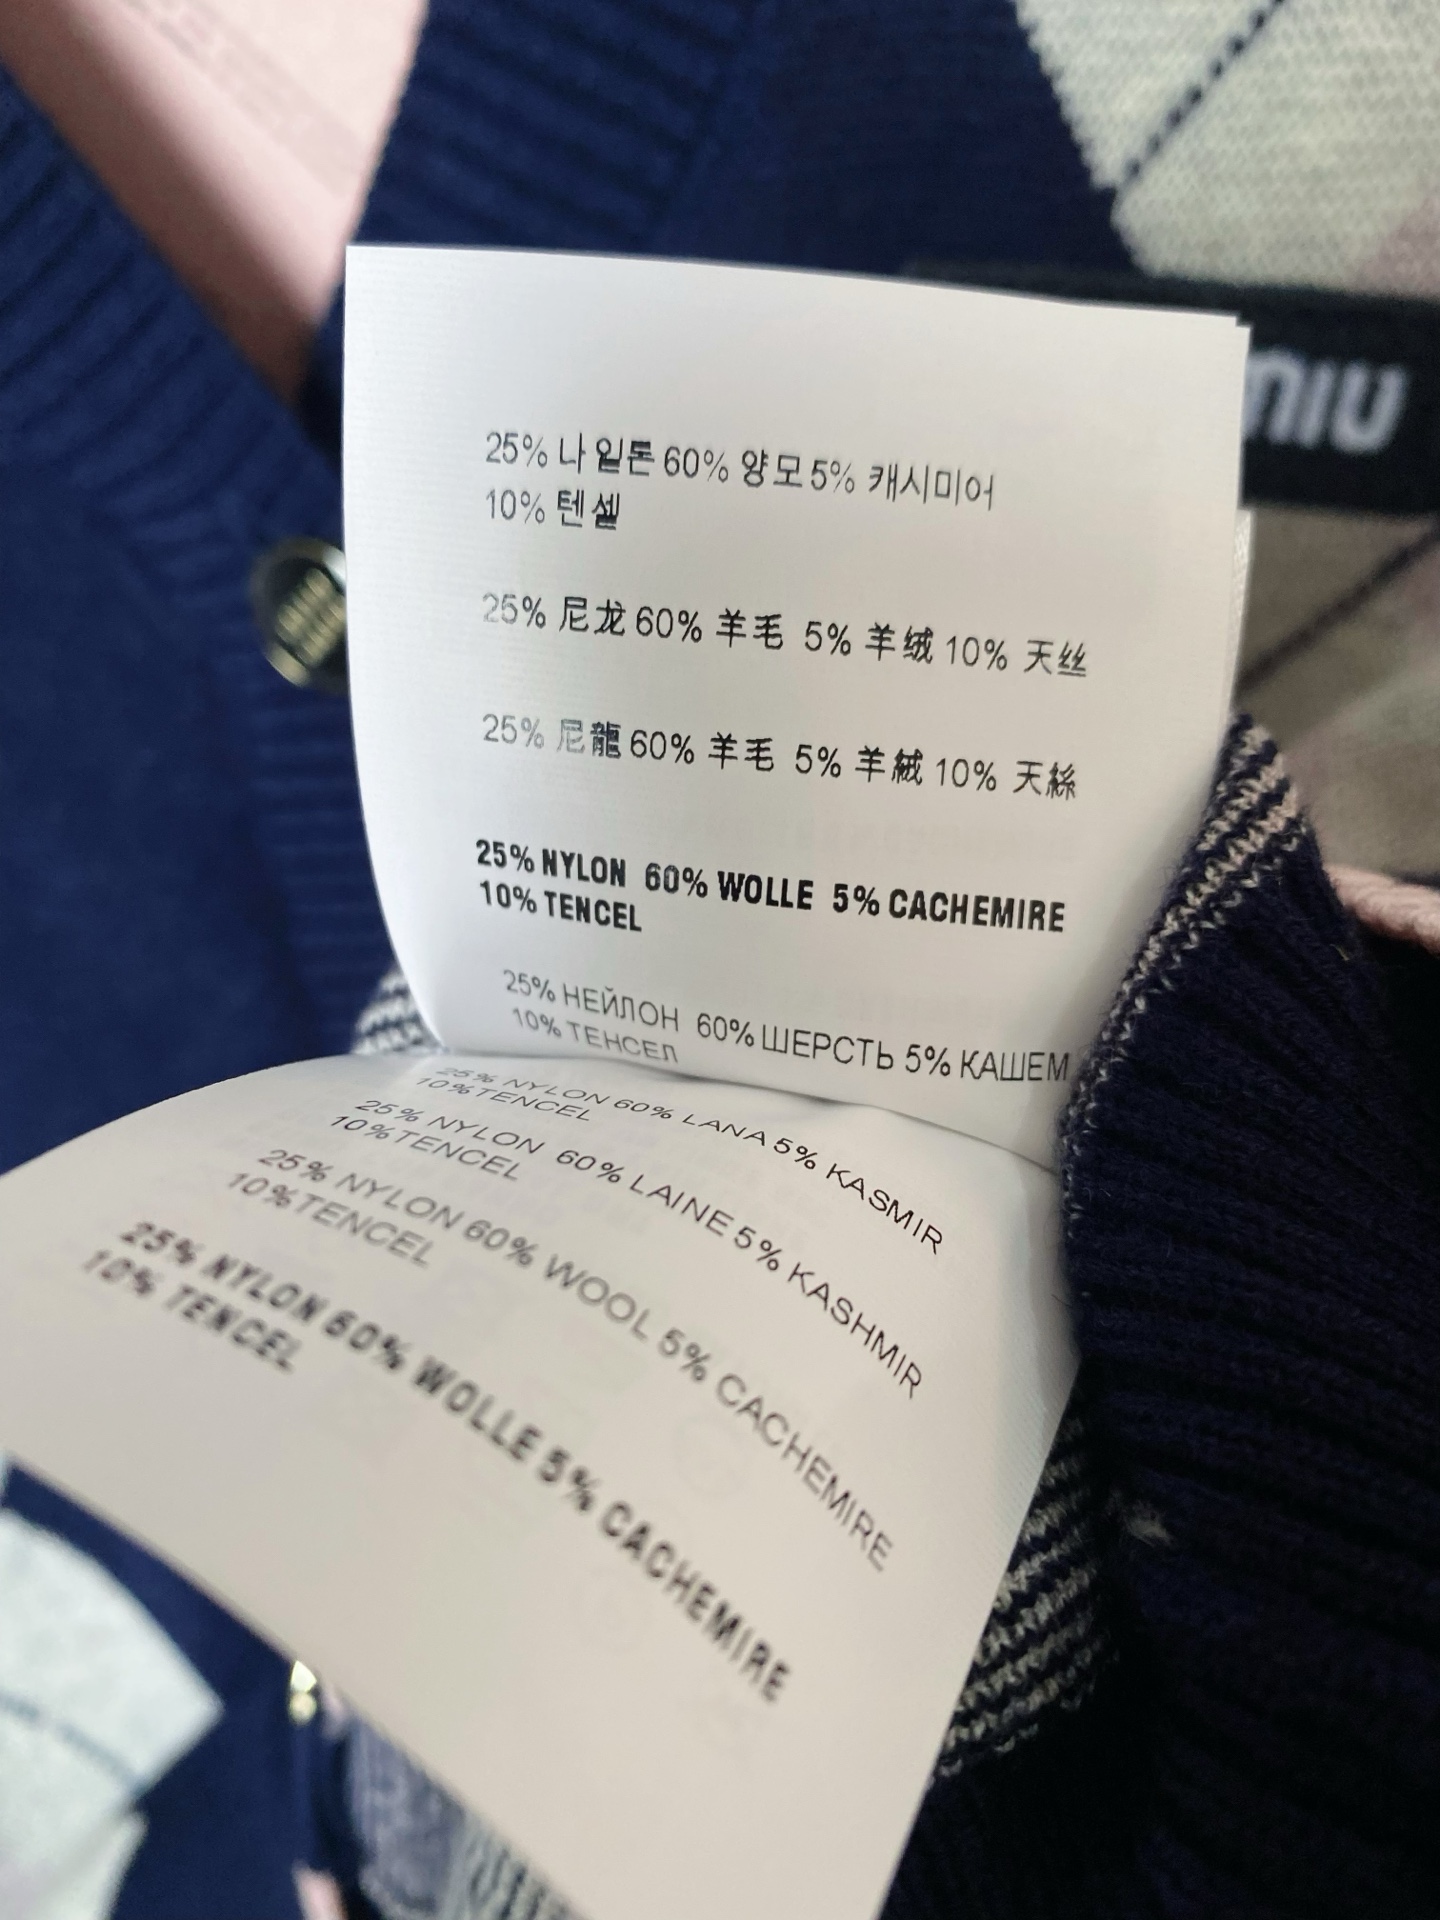 25% 나일론 60% 양모 5% 캐시미어
10% 텐셀
25% 尼龙 60% 羊毛 5% 羊绒 10% 天丝
25% 尼龍 60% 羊毛 5% 羊絨 10% 天絲
25% NYLON 60% WOLLE 5% CACHEMIRE
10% TENCEL
25% НЕЙЛОН 60% ШЕРСТЬ 5% КАШЕМ
10% ТЕНСЕЛ
25% NYLON 60% LANA 5% KASMIR
10% TENCEL
25% NYLON 60% LAINE 5% KASHMIR
10% TENCEL
25% NYLON 60% WOOL 5% CACHEMIRE
10% TENCEL
25% NYLON 60% WOLLE 5% CACHEMIRE
10% TENCEL
miu